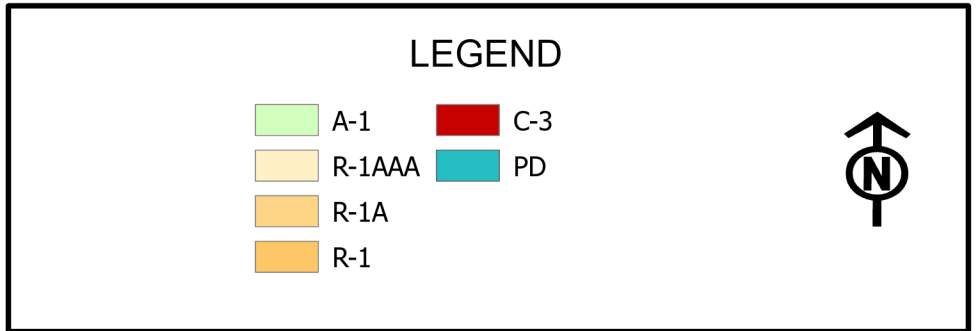 LEGEND
A-1
C-3
R-1AAA
PD
R-1A
R-1
N